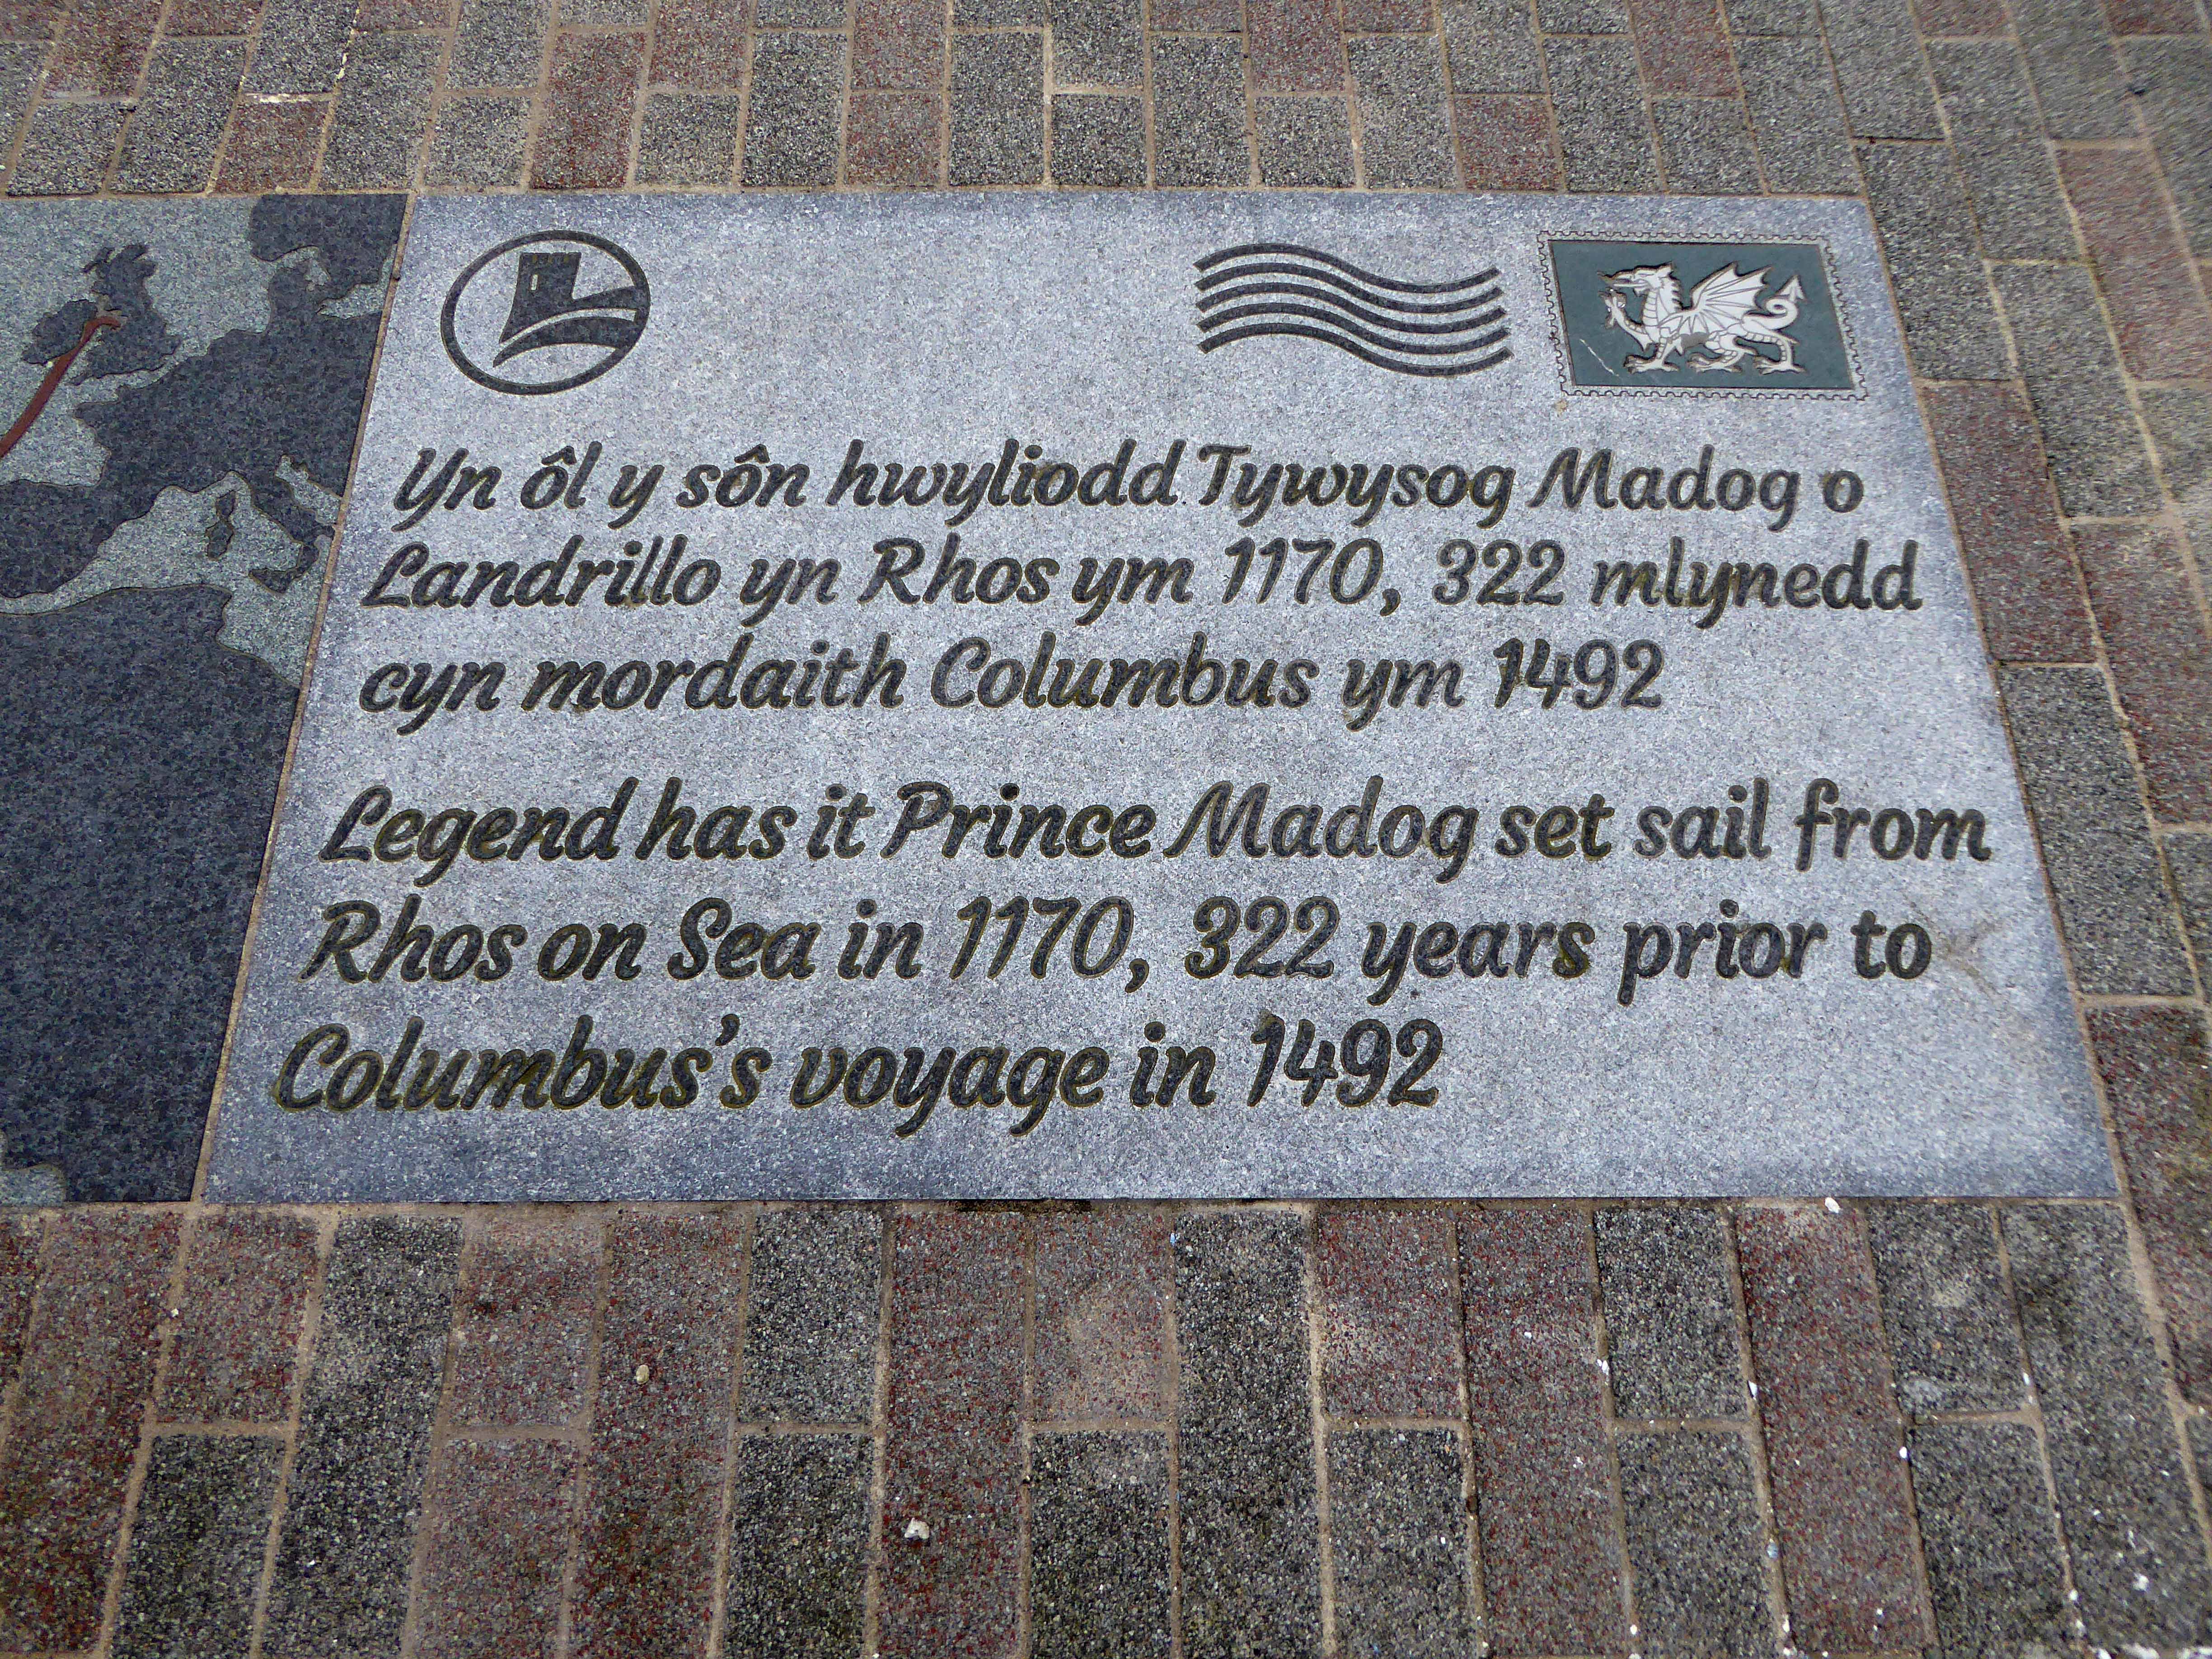 Yn ôl y sôn hwyliodd Tywysog Madog o
Landrillo yn Rhos ym 1170, 322 mlynedd
cyn mordaith Columbus ym 1492
Legend has it Prince Madog set sail from
Rhos on Sea in 1170, 322 years prior to
Columbus's voyage in 1492